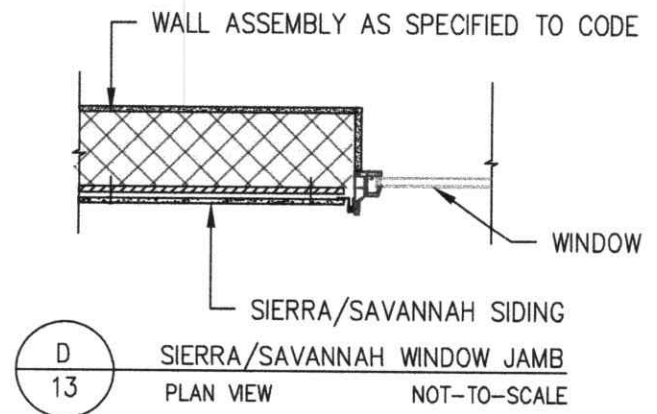 WALL ASSEMBLY AS SPECIFIED TO CODE
WINDOW
SIERRA/SAVANNAH SIDING
D
13
SIERRA/SAVANNAH WINDOW JAMB
PLAN VIEW NOT-TO-SCALE